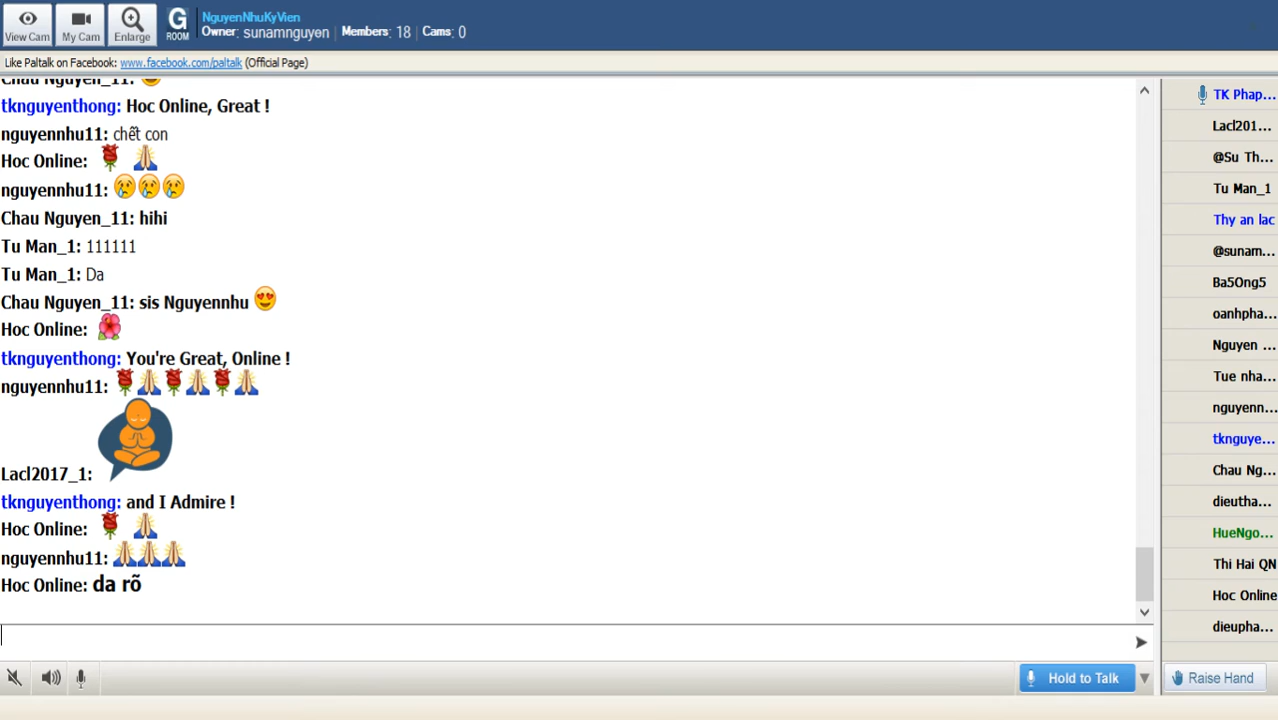 NguyenNhuKyVien
View Cam My Cam Enlarge G ROOM Owner: sunamnguyen Members: 18 Cams: 0
Like Paltalk on Facebook: www.facebook.com/paltalk (Official Page)
Chau Nguyen_11:
tknguyenthong: Hoc Online, Great !
nguyennhu11: chết con
Hoc Online:
nguyennhu11:
Chau Nguyen_11: hihi
Tu Man_1: 111111
Tu Man_1: Da
Chau Nguyen_11: sis Nguyennhu
Hoc Online:
tknguyenthong: You're Great, Online !
nguyennhu11:
Lacl2017_1:
tknguyenthong: and I Admire !
Hoc Online:
nguyennhu11:
Hoc Online: da rõ
TK Phap...
Lacl201...
@Su Th...
Tu Man_1
Thy an lac
@sunam...
Ba5Ong5
oanhpha...
Nguyen ...
Tue nha...
nguyenn...
tknguye...
Chau Ng...
dieutha...
HueNgo...
Thi Hai QN
Hoc Online
dieupha...
Hold to Talk
Raise Hand